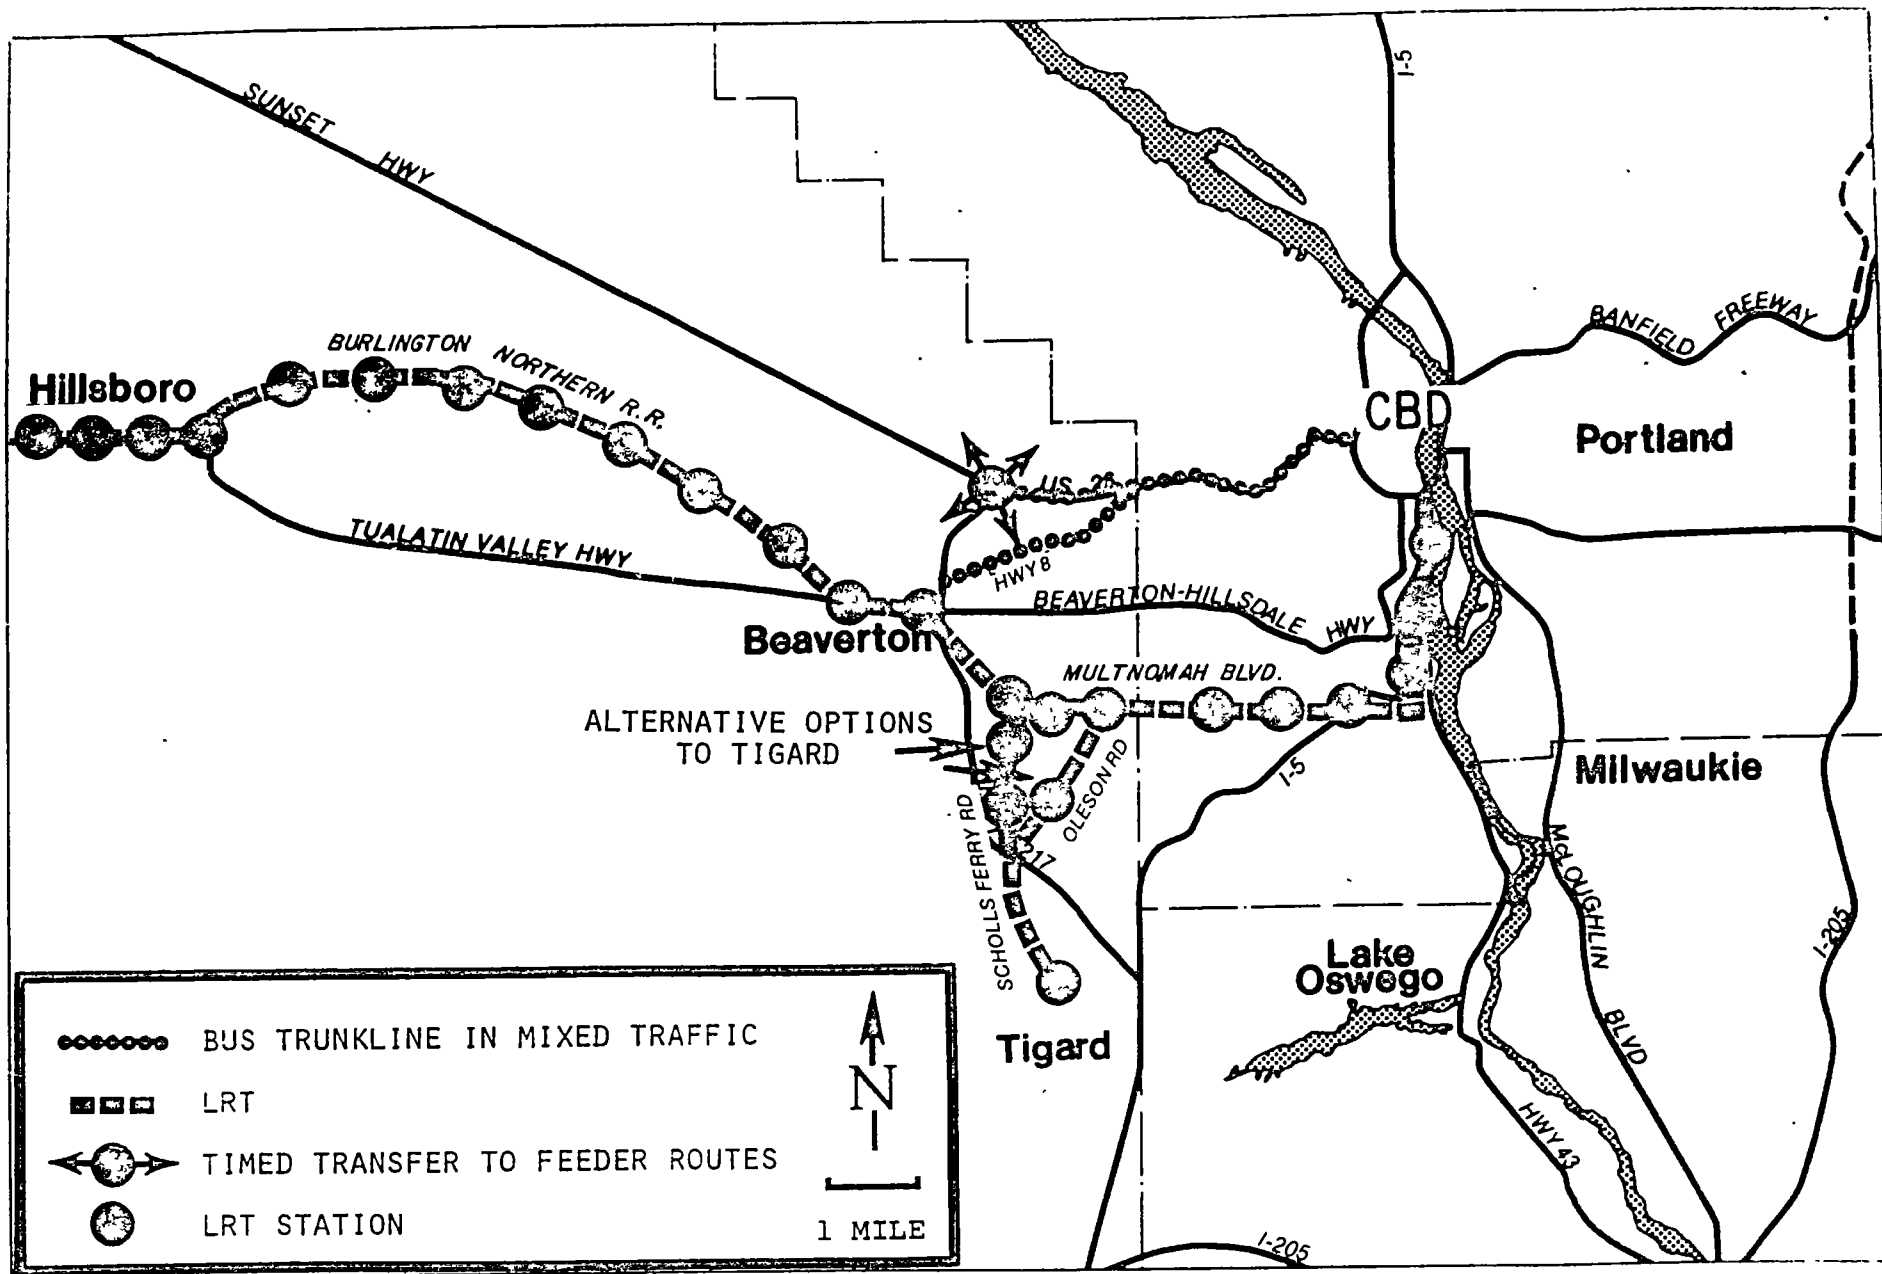 I-5
SUNSET HWY
BANFIELD FREEWAY
BURLINGTON NORTHERN R.R.
Hillsboro
CBD
Portland
US 26
TUALATIN VALLEY HWY
HWY 8
BEAVERTON-HILLSDALE HWY
Beaverton
MULTNOMAH BLVD.
ALTERNATIVE OPTIONS
TO TIGARD
OLESON RD
I-5
Milwaukie
SCHOLLS FERRY RD
217
McLOUGHLIN BLVD
I-205
Lake
Oswego
Tigard
HWY 43
I-205
BUS TRUNKLINE IN MIXED TRAFFIC
LRT
TIMED TRANSFER TO FEEDER ROUTES
LRT STATION
N
1 MILE